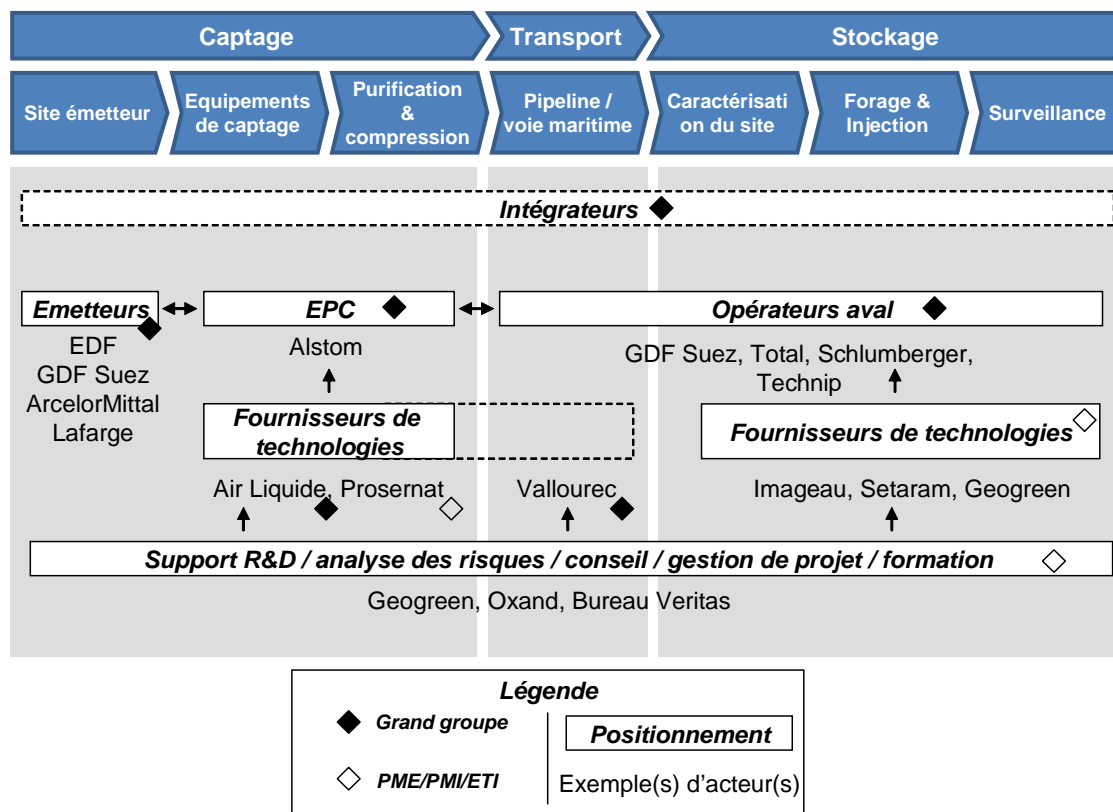 Captage
Transport
Stockage
Site émetteur
Equipements
de captage
Purification
&
compression
Pipeline /
voie maritime
Caractérisati
on du site
Forage &
Injection
Surveillance
Intégrateurs
Emetteurs
EPC
Opérateurs aval
EDF
GDF Suez
ArcelorMittal
Lafarge
Alstom
GDF Suez, Total, Schlumberger,
Technip
Fournisseurs de
technologies
Fournisseurs de technologies
Air Liquide, Prosernat
Vallourec
Imageau, Setaram, Geogreen
Support R&D / analyse des risques / conseil / gestion de projet / formation
Geogreen, Oxand, Bureau Veritas
Légende
Grand groupe
Positionnement
PME/PMI/ETI
Exemple(s) d'acteur(s)